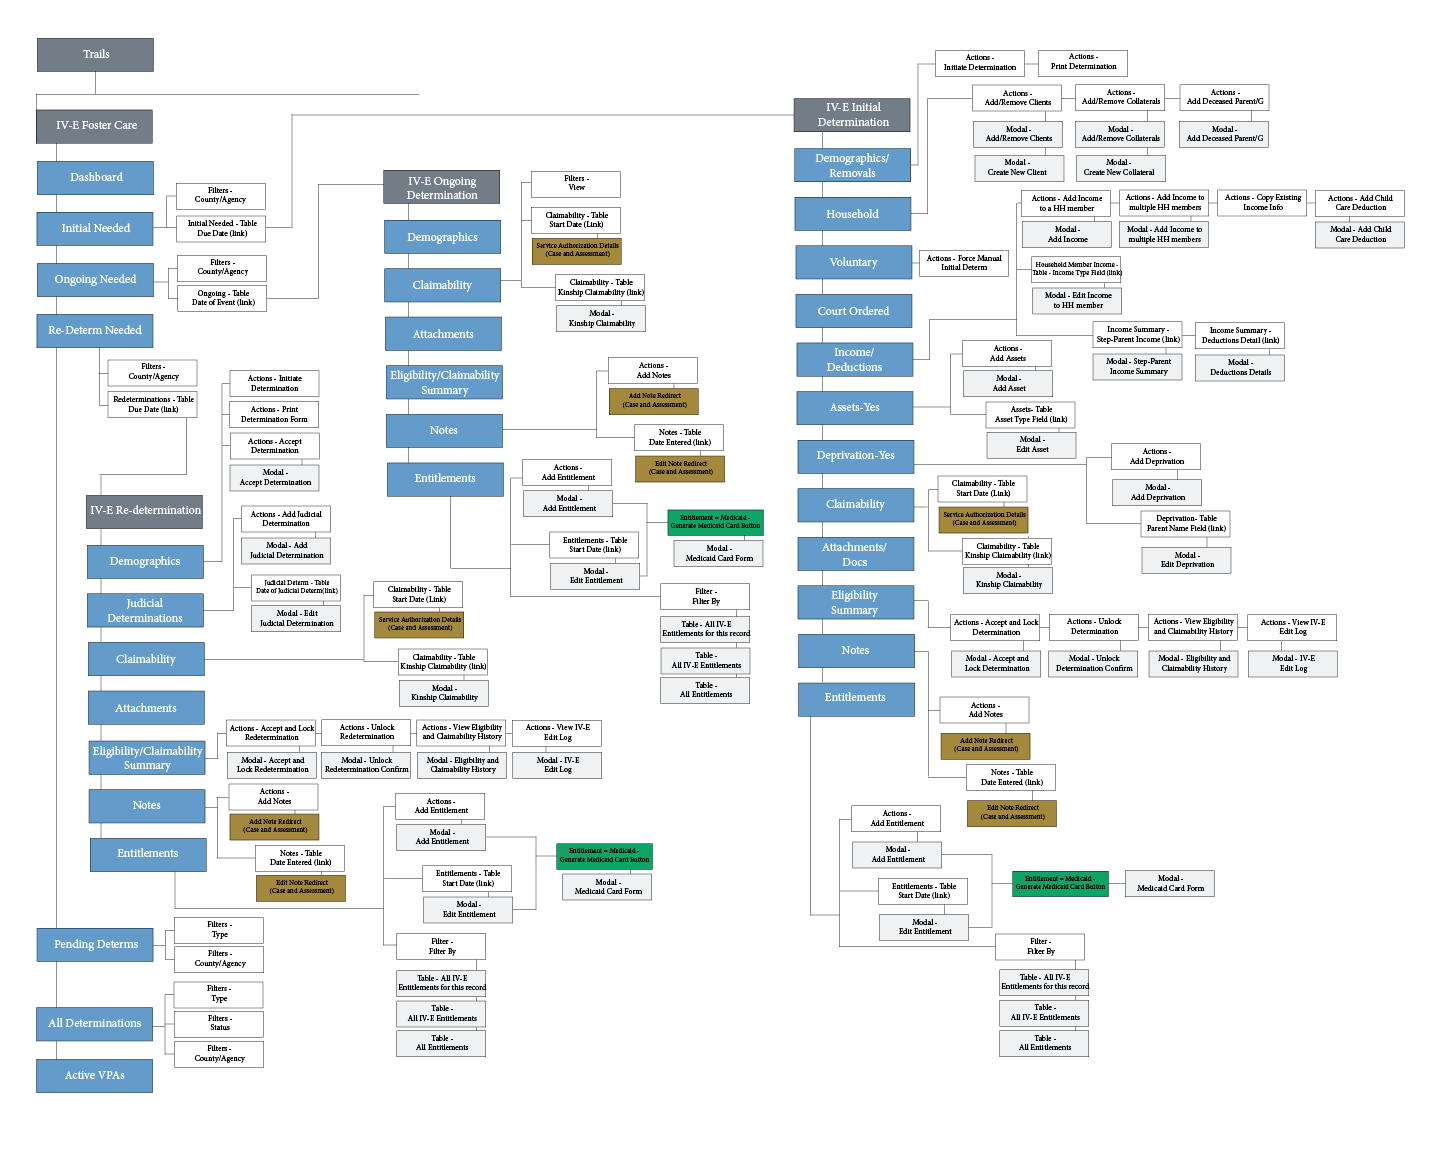 Trails
IV-E Foster Care
Dashboard
Initial Needed
Filters -
County/Agency
Initial Needed - Table
Due Date (link)
Ongoing Needed
Filters -
County/Agency
Ongoing - Table
Date of Event (link)
Re-Determ Needed
Filters -
County/Agency
Redeterminations - Table
Due Date (link)
IV-E Re-determination
Demographics
Actions - Initiate
Determination
Actions - Print
Determination Form
Actions - Accept
Determination
Modal -
Accept Determination
Judicial
Determinations
Actions - Add Judicial
Determination
Modal - Add
Judicial Determination
Judicial Determ - Table
Date of Judicial Determ(link)
Modal - Edit
Judicial Determination
Claimability
Claimability - Table
Start Date (Link)
Service Authorization Details
(Case and Assessment)
Claimability - Table
Kinship Claimability (link)
Modal -
Kinship Claimability
Attachments
Eligibility/Claimability
Summary
Actions - Accept and Lock
Redetermination
Modal - Accept and
Lock Redetermination
Actions - Unlock
Redetermination
Modal - Unlock
Redetermination Confirm
Actions - View Eligibility
and Claimability History
Modal - Eligibility and
Claimability History
Actions - View IV-E
Edit Log
Modal - IV-E
Edit Log
Notes
Actions -
Add Notes
Add Note Redirect
(Case and Assessment)
Notes - Table
Date Entered (link)
Edit Note Redirect
(Case and Assessment)
Entitlements
Actions -
Add Entitlement
Modal -
Add Entitlement
Entitlements - Table
Start Date (link)
Modal -
Edit Entitlement
Entitlement = Medicaid -
Generate Medicaid Card Button
Modal -
Medicaid Card Form
Filter -
Filter By
Table - All IV-E
Entitlements for this record
Table -
All IV-E Entitlements
Table -
All Entitlements
Pending Determs
Filters -
Type
Filters -
County/Agency
All Determinations
Filters -
Type
Filters -
Status
Filters -
County/Agency
Active VPAs
IV-E Ongoing
Determination
Demographics
Claimability
Filters -
View
Claimability - Table
Start Date (Link)
Service Authorization Details
(Case and Assessment)
Claimability - Table
Kinship Claimability (link)
Modal -
Kinship Claimability
Attachments
Eligibility/Claimability
Summary
Notes
Actions -
Add Notes
Add Note Redirect
(Case and Assessment)
Notes - Table
Date Entered (link)
Edit Note Redirect
(Case and Assessment)
Entitlements
Actions -
Add Entitlement
Modal -
Add Entitlement
Entitlements - Table
Start Date (link)
Modal -
Edit Entitlement
Entitlement = Medicaid -
Generate Medicaid Card Button
Modal -
Medicaid Card Form
Filter -
Filter By
Table - All IV-E
Entitlements for this record
Table -
All IV-E Entitlements
Table -
All Entitlements
IV-E Initial
Determination
Demographics/
Removals
Actions -
Initiate Determination
Actions -
Print Determination
Household
Actions -
Add/Remove Clients
Modal -
Add/Remove Clients
Modal -
Create New Client
Actions -
Add/Remove Collaterals
Modal -
Add/Remove Collaterals
Modal -
Create New Collateral
Actions -
Add Deceased Parent/G
Modal -
Add Deceased Parent/G
Voluntary
Actions - Force Manual
Initial Determ
Court Ordered
Income/
Deductions
Actions - Add Income
to a HH member
Modal -
Add Income
Actions - Add Income to
multiple HH members
Modal - Add Income to
multiple HH members
Actions - Copy Existing
Income Info
Actions - Add Child
Care Deduction
Modal - Add Child
Care Deduction
Household Member Income -
Table - Income Type Field (link)
Modal - Edit Income
to HH member
Income Summary -
Step-Parent Income (link)
Modal - Step-Parent
Income Summary
Income Summary -
Deductions Detail (link)
Modal -
Deductions Details
Assets-Yes
Actions -
Add Assets
Modal -
Add Asset
Assets- Table
Asset Type Field (link)
Modal -
Edit Asset
Deprivation-Yes
Actions -
Add Deprivation
Modal -
Add Deprivation
Deprivation- Table
Parent Name Field (link)
Modal -
Edit Deprivation
Claimability
Claimability - Table
Start Date (Link)
Service Authorization Details
(Case and Assessment)
Claimability - Table
Kinship Claimability (link)
Modal -
Kinship Claimability
Attachments/
Docs
Eligibility
Summary
Actions - Accept and Lock
Determination
Modal - Accept and
Lock Determination
Actions - Unlock
Determination
Modal - Unlock
Determination Confirm
Actions - View Eligibility
and Claimability History
Modal - Eligibility and
Claimability History
Actions - View IV-E
Edit Log
Modal - IV-E
Edit Log
Notes
Actions -
Add Notes
Add Note Redirect
(Case and Assessment)
Notes - Table
Date Entered (link)
Edit Note Redirect
(Case and Assessment)
Entitlements
Actions -
Add Entitlement
Modal -
Add Entitlement
Entitlements - Table
Start Date (link)
Modal -
Edit Entitlement
Entitlement = Medicaid -
Generate Medicaid Card Button
Modal -
Medicaid Card Form
Filter -
Filter By
Table - All IV-E
Entitlements for this record
Table -
All IV-E Entitlements
Table -
All Entitlements